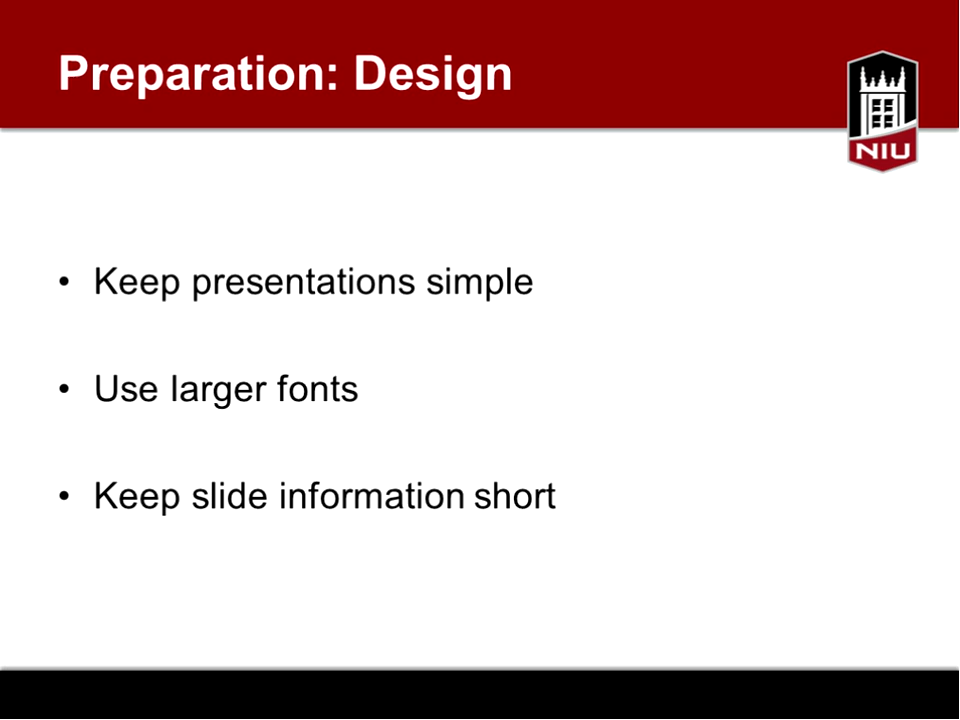 Preparation: Design
NIU
• Keep presentations simple
• Use larger fonts
• Keep slide information short